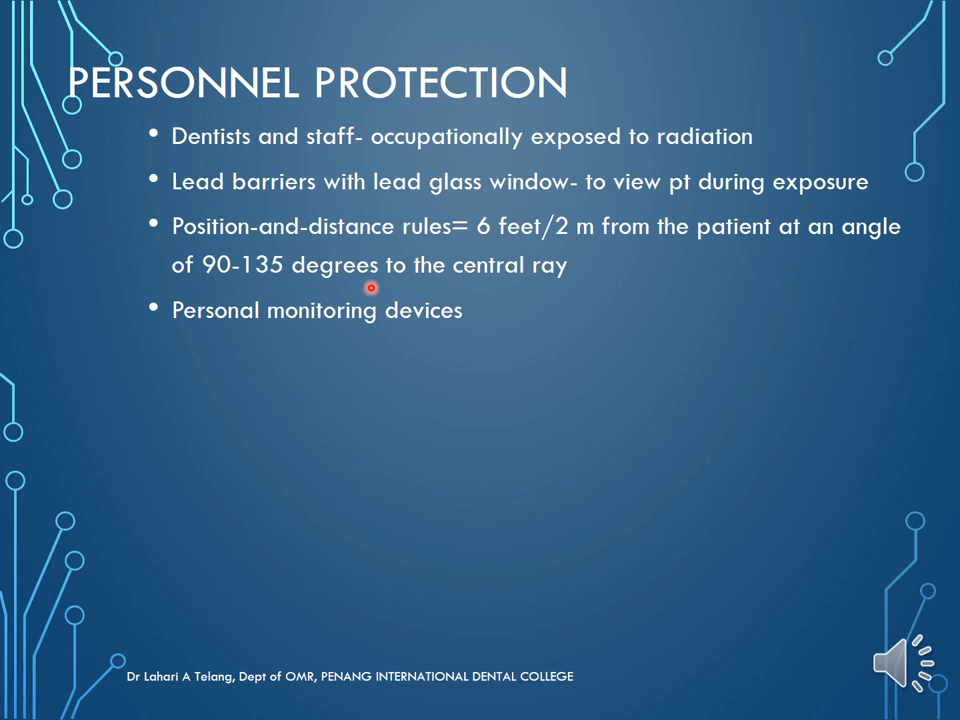 PERSONNEL PROTECTION
• Dentists and staff- occupationally exposed to radiation
• Lead barriers with lead glass window- to view pt during exposure
• Position-and-distance rules= 6 feet/2 m from the patient at an angle
of 90-135 degrees to the central ray
• Personal monitoring devices
Dr Lahari A Telang, Dept of OMR, PENANG INTERNATIONAL DENTAL COLLEGE